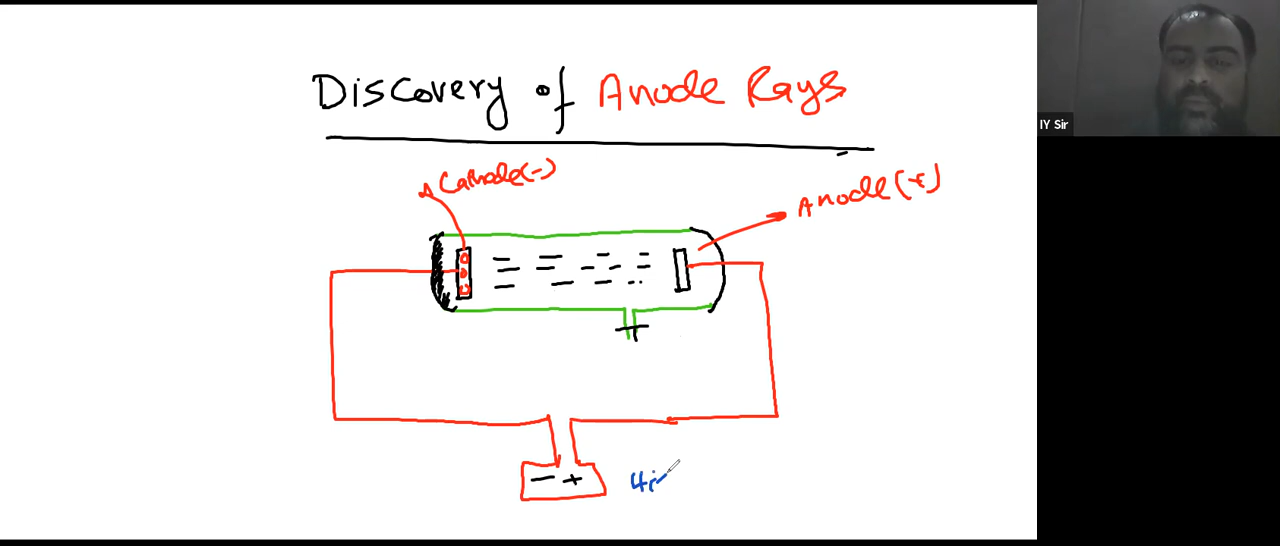 Discovery of Anode Rays
Cathode(-)
Anode(+)
IY Sir
- +